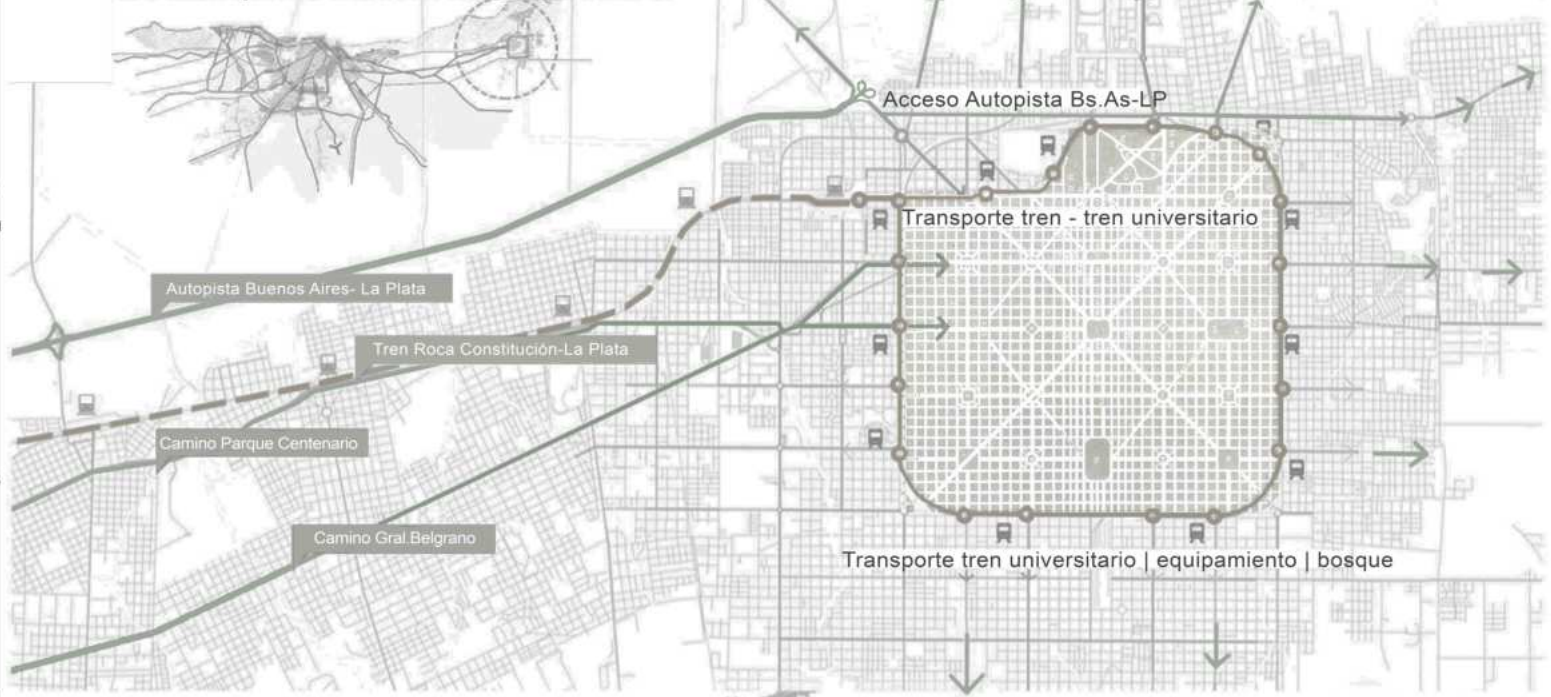 Acceso Autopista Bs.As-LP
Transporte tren - tren universitario
Autopista Buenos Aires- La Plata
Tren Roca Constitución-La Plata
Camino Parque Centenario
Camino Gral.Belgrano
Transporte tren universitario | equipamiento | bosque